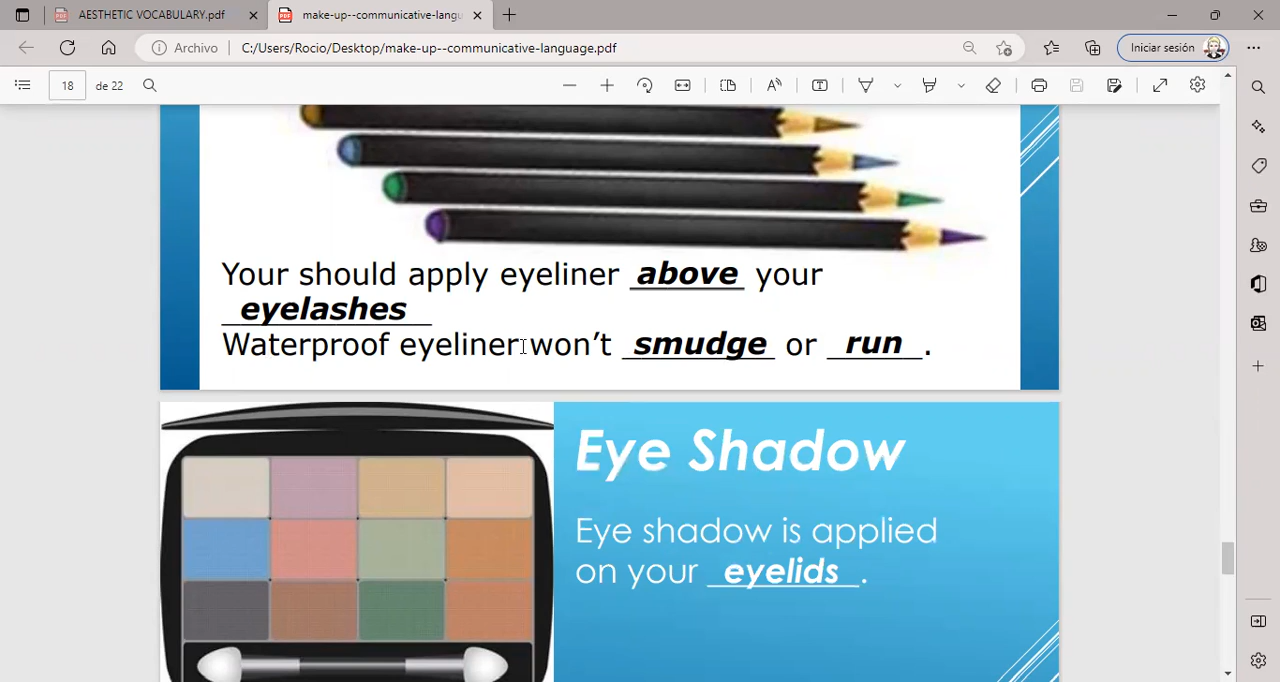 AESTHETIC VOCABULARY.pdf
make-up--communicative-langu
Archivo
C:/Users/Rocio/Desktop/make-up--communicative-language.pdf
Iniciar sesión
18 de 22
Your should apply eyeliner above your
eyelashes
Waterproof eyeliner won’t smudge or run.
Eye Shadow
Eye shadow is applied
on your eyelids.